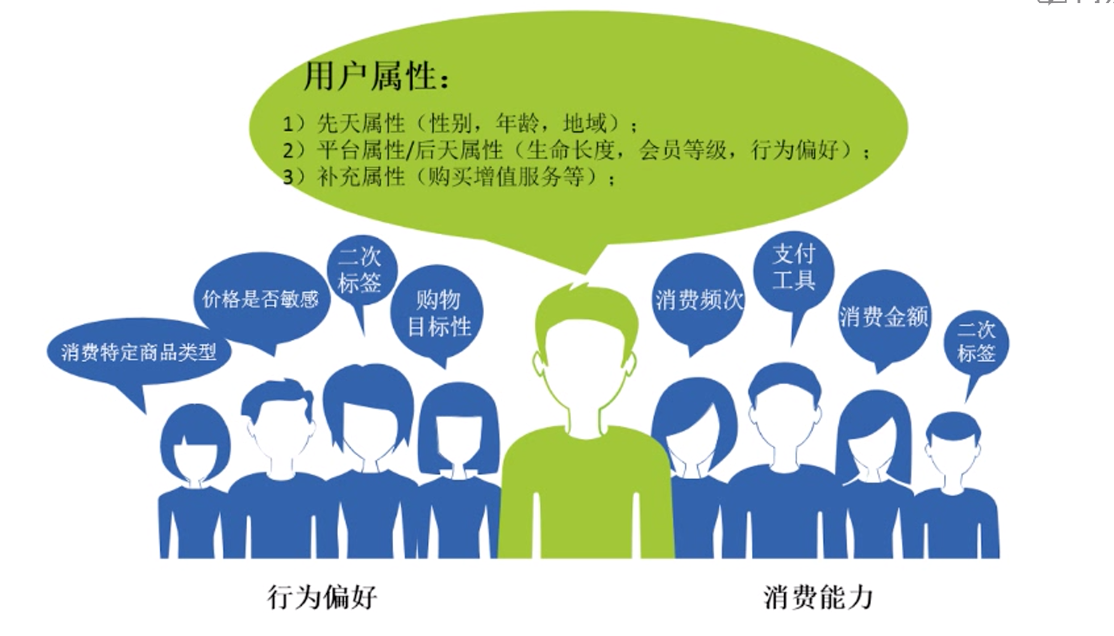 用户属性：
1）先天属性（性别，年龄，地域）；
2）平台属性/后天属性（生命长度，会员等级，行为偏好）；
3）补充属性（购买增值服务等）；
消费特定商品类型
价格是否敏感
二次
标签
购物
目标性
消费频次
支付
工具
消费金额
二次
标签
行为偏好
消费能力